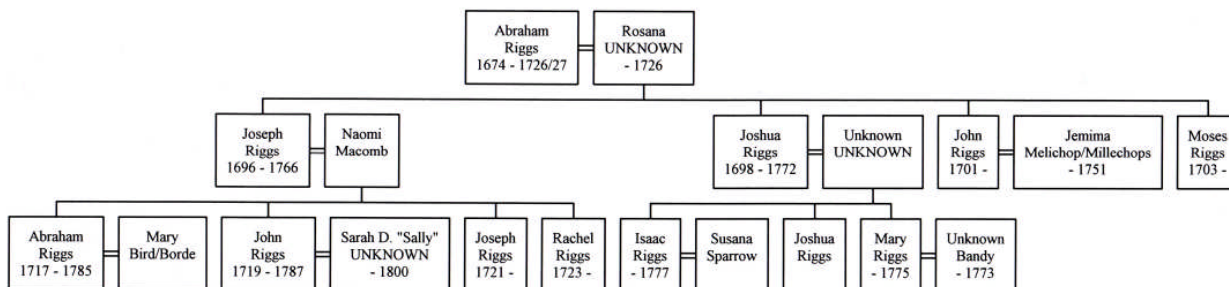 Abraham
Riggs
1674 - 1726/27
Rosana
UNKNOWN
- 1726
Joseph
Riggs
1696 - 1766
Naomi
Macomb
Joshua
Riggs
1698 - 1772
Unknown
UNKNOWN
John
Riggs
1701 -
Jemima
Melichop/Millechops
- 1751
Moses
Riggs
1703 -
Abraham
Riggs
1717 - 1785
Mary
Bird/Borde
John
Riggs
1719 - 1787
Sarah D. "Sally"
UNKNOWN
- 1800
Joseph
Riggs
1721 -
Rachel
Riggs
1723 -
Isaac
Riggs
- 1777
Susana
Sparrow
Joshua
Riggs
Mary
Riggs
- 1775
Unknown
Bandy
- 1773